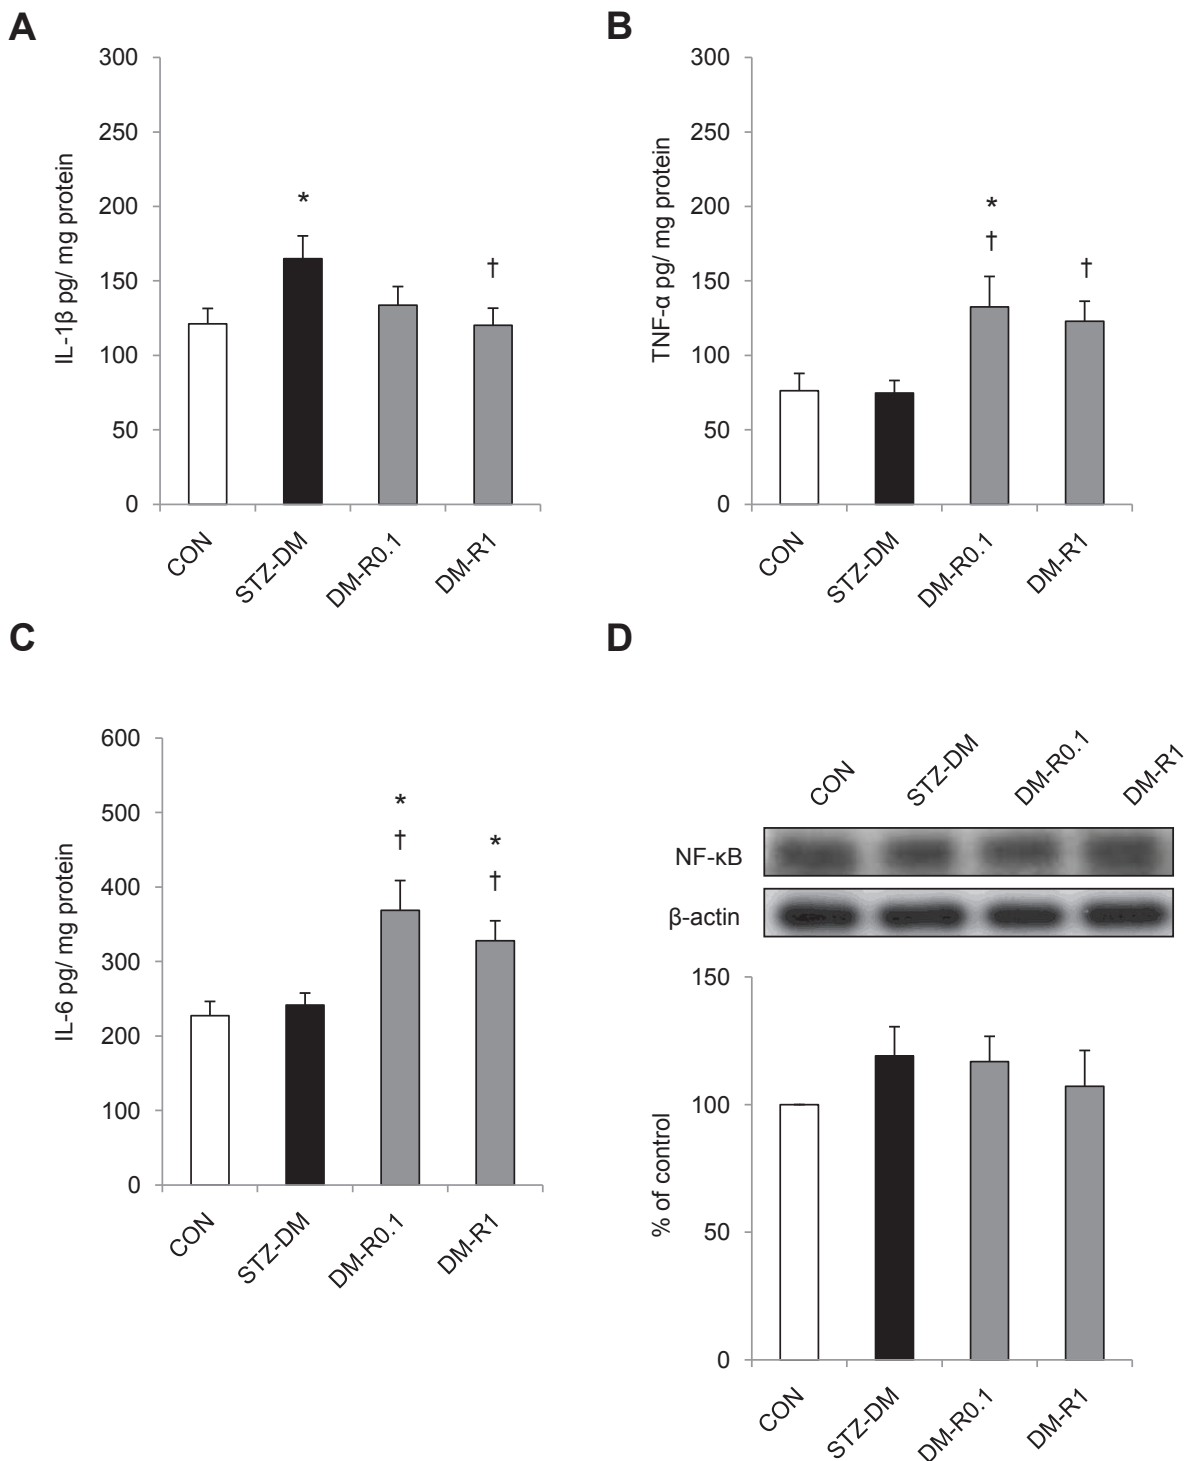 A
300
250
200
150
100
50
0
IL-1β pg/ mg protein
*
†
CON
STZ-DM
DM-R0.1
DM-R1
B
300
250
200
150
100
50
0
TNF-α pg/ mg protein
*
†
†
CON
STZ-DM
DM-R0.1
DM-R1
C
600
500
400
300
200
100
0
IL-6 pg/ mg protein
*
†
*
†
CON
STZ-DM
DM-R0.1
DM-R1
D
CON
STZ-DM
DM-R0.1
DM-R1
NF-κB
β-actin
150
100
50
0
% of control
CON
STZ-DM
DM-R0.1
DM-R1